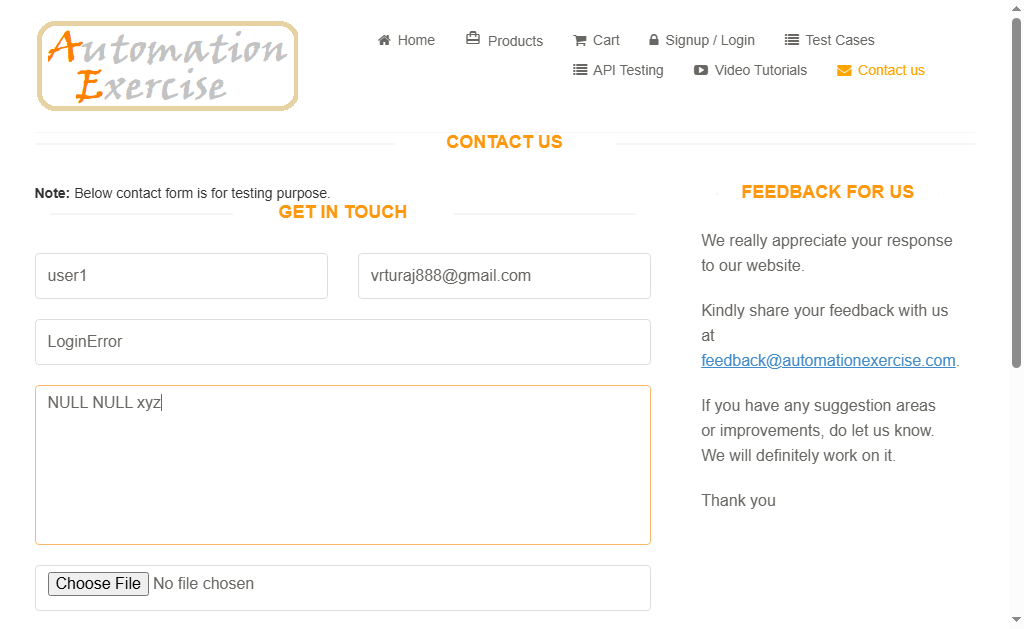 Automation
Exercise
Home
Products
Cart
Signup / Login
Test Cases
API Testing
Video Tutorials
Contact us
CONTACT US
Note: Below contact form is for testing purpose.
GET IN TOUCH
user1
vrturaj888@gmail.com
LoginError
NULL NULL xyz
Choose File No file chosen
FEEDBACK FOR US
We really appreciate your response
to our website.
Kindly share your feedback with us
at
feedback@automationexercise.com.
If you have any suggestion areas
or improvements, do let us know.
We will definitely work on it.
Thank you